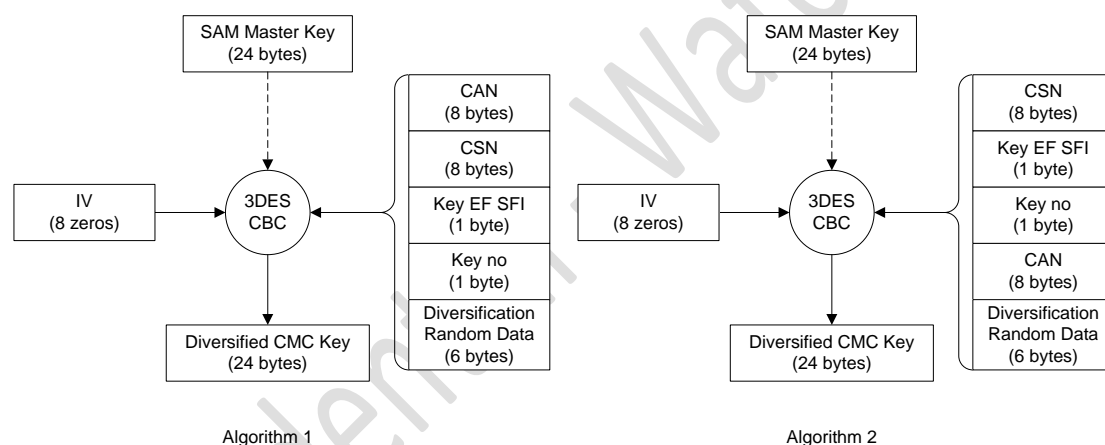 SAM Master Key
(24 bytes)
CAN
(8 bytes)
CSN
(8 bytes)
Key EF SFI
(1 byte)
Key no
(1 byte)
Diversification
Random Data
(6 bytes)
IV
(8 zeros)
3DES
CBC
Diversified CMC Key
(24 bytes)
Algorithm 1
SAM Master Key
(24 bytes)
CSN
(8 bytes)
Key EF SFI
(1 byte)
Key no
(1 byte)
CAN
(8 bytes)
Diversification
Random Data
(6 bytes)
IV
(8 zeros)
3DES
CBC
Diversified CMC Key
(24 bytes)
Algorithm 2